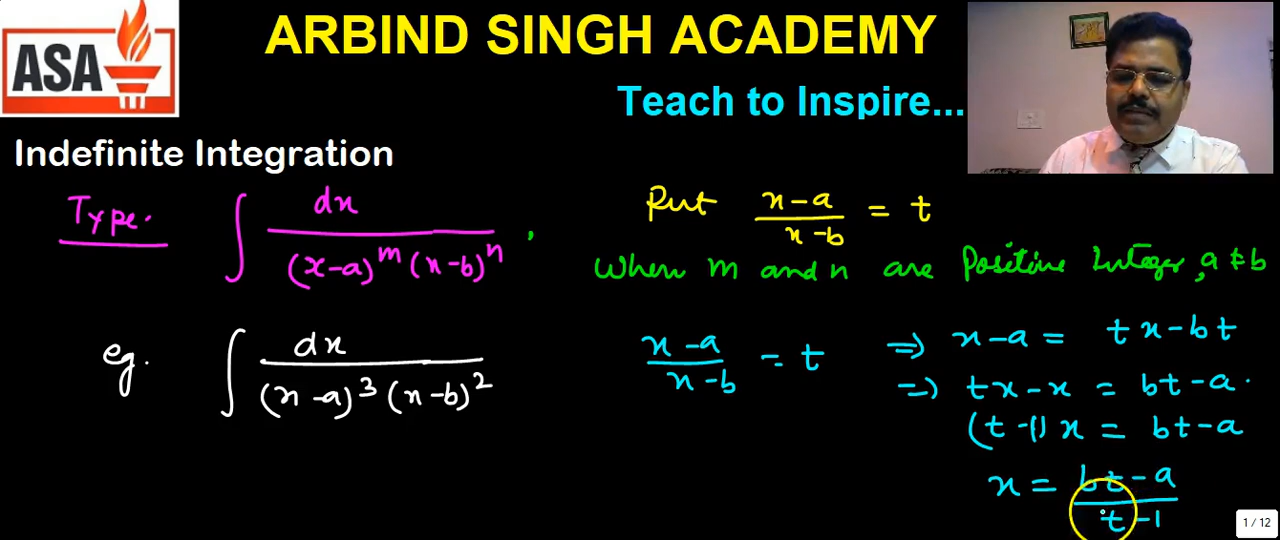 ARBIND SINGH ACADEMY
ASA
Teach to Inspire...
Indefinite Integration
Type. ∫ dx / (x-a)^m (x-b)^n , Put (x-a)/(x-b) = t
When m and n are Positive Integer, a ≠ b
eg. ∫ dx / (x-a)^3 (x-b)^2
(x-a)/(x-b) = t ⇒ x-a = tx-bt
⇒ tx-x = bt-a.
(t-1)x = bt-a
x = (bt-a)/(t-1)
1 / 12